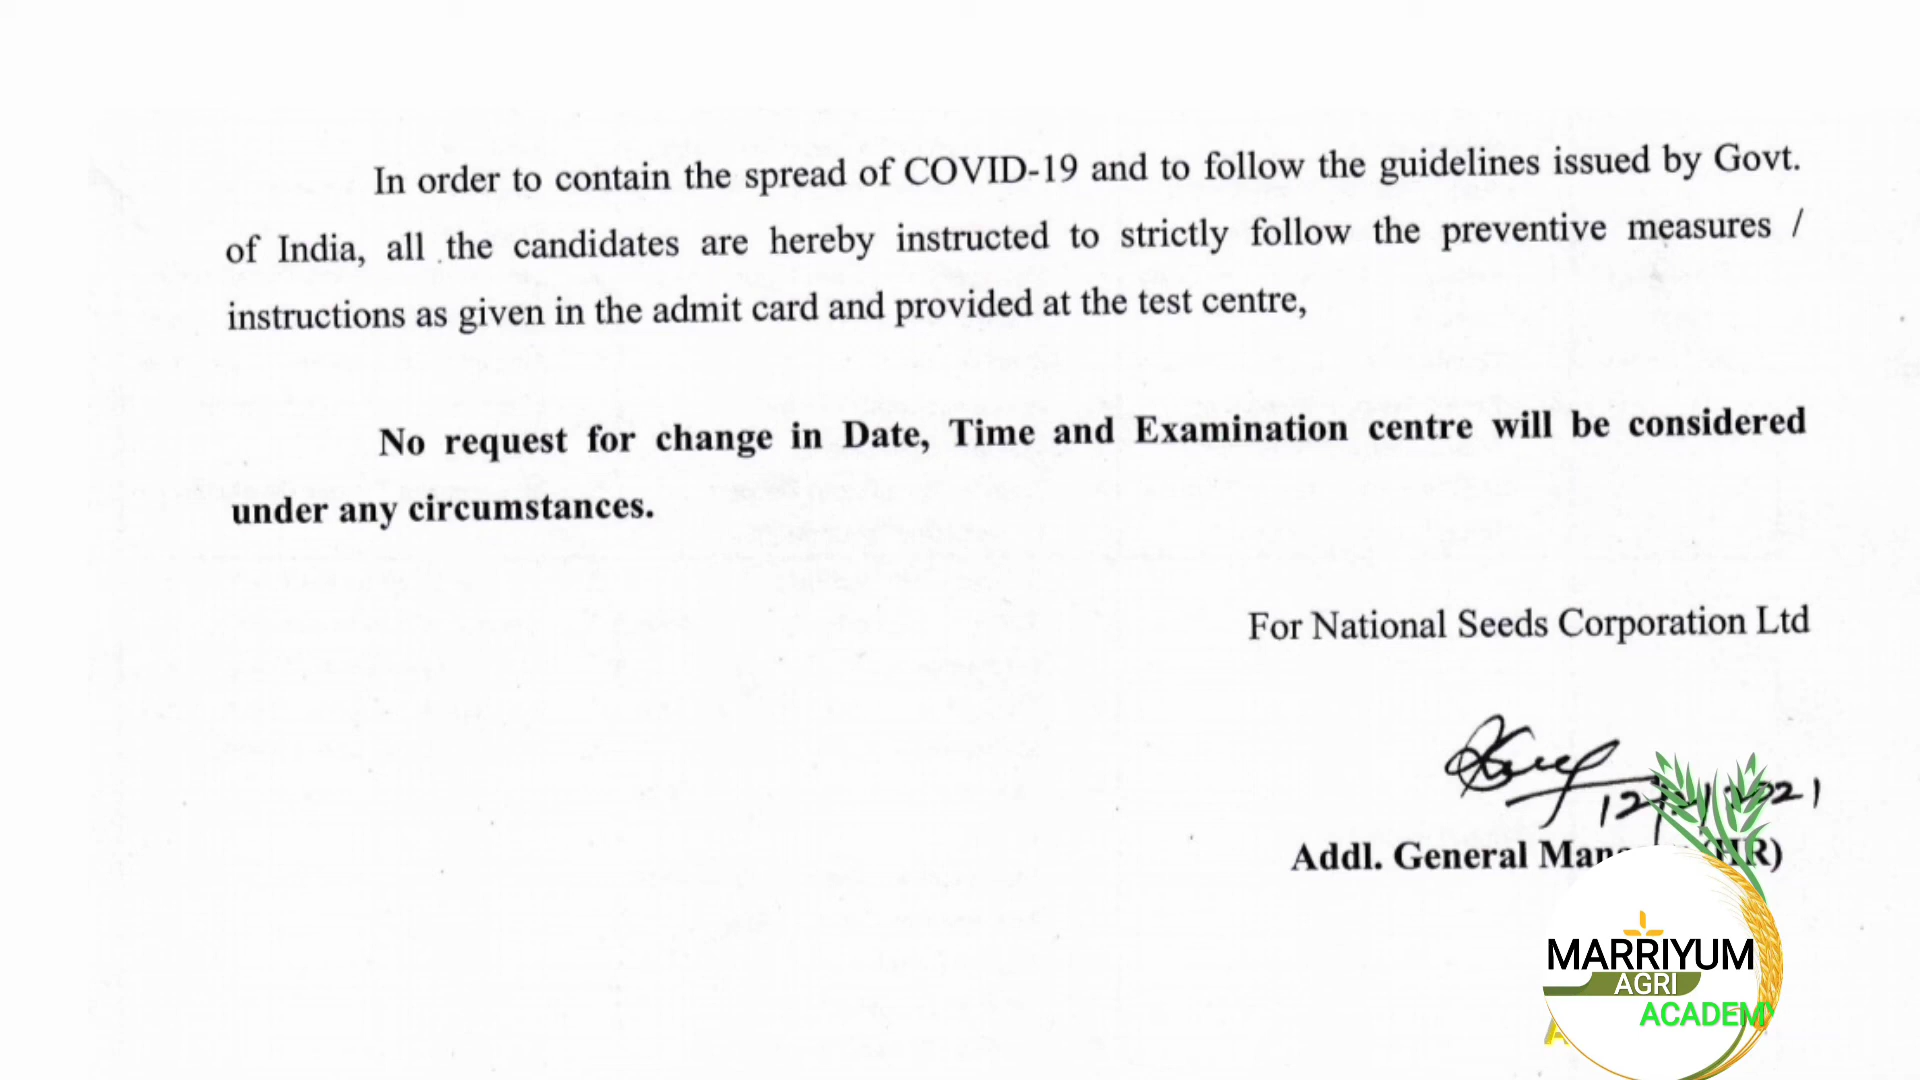 In order to contain the spread of COVID-19 and to follow the guidelines issued by Govt.
of India, all the candidates are hereby instructed to strictly follow the preventive measures /
instructions as given in the admit card and provided at the test centre,
No request for change in Date, Time and Examination centre will be considered
under any circumstances.
For National Seeds Corporation Ltd
Addl. General (HR)
MARRIYUM
AGRI
ACADEMY